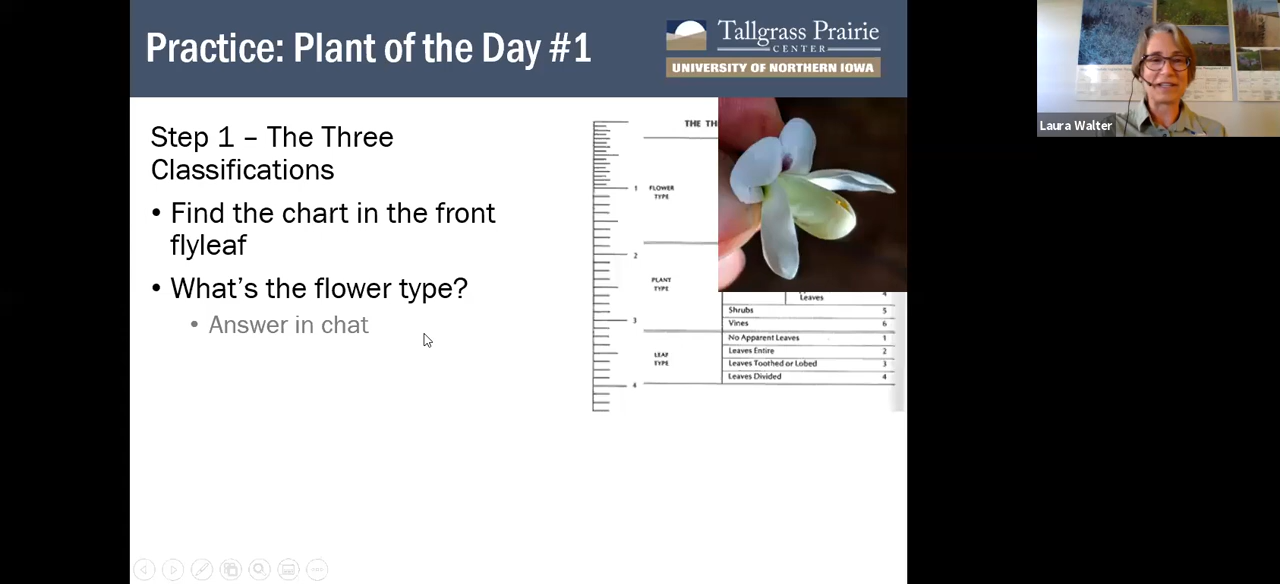 Practice: Plant of the Day #1
Tallgrass Prairie
CENTER
UNIVERSITY OF NORTHERN IOWA
Laura Walter
Step 1 – The Three
Classifications
• Find the chart in the front
flyleaf
• What's the flower type?
• Answer in chat
THE TH
1
FLOWER
TYPE
2
PLANT
TYPE
Leaves 4
Shrubs 5
3
Vines 6
No Apparent Leaves 1
LEAF
TYPE
Leaves Entire 2
Leaves Toothed or Lobed 3
Leaves Divided 4
4